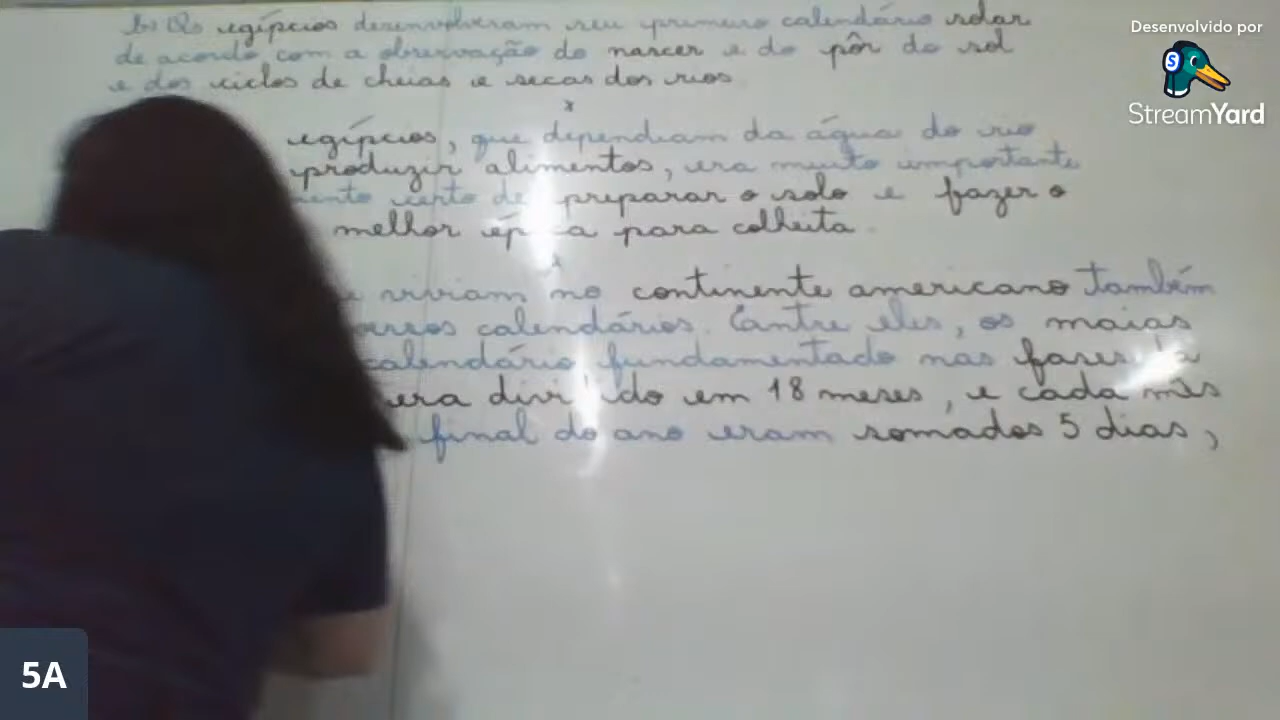 Desenvolvido por
StreamYard
Os egípcios desenvolveram seu primeiro calendário solar
de acordo com a observação do nascer e do pôr do sol
e dos ciclos de cheias e secas dos rios
egípcios, que dependiam da água do rio
produzir alimentos, era muito importante
certo de preparar o solo e fazer o
melhor para colheita.
viviam no continente americano também
calendários. Entre eles, os maias
calendário fundamentado nas fases da
era dividido em 18 meses, e cada mês
final do ano eram somados 5 dias,
5A